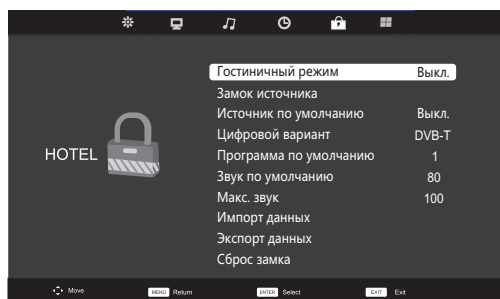 Гостиничный режим Выкл.
Замок источника
Источник по умолчанию Выкл.
Цифровой вариант DVB-T
HOTEL
Программа по умолчанию 1
Звук по умолчанию 80
Макс. звук 100
Импорт данных
Экспорт данных
Сброс замка
Move MENU Return ENTER Select EXIT Exit